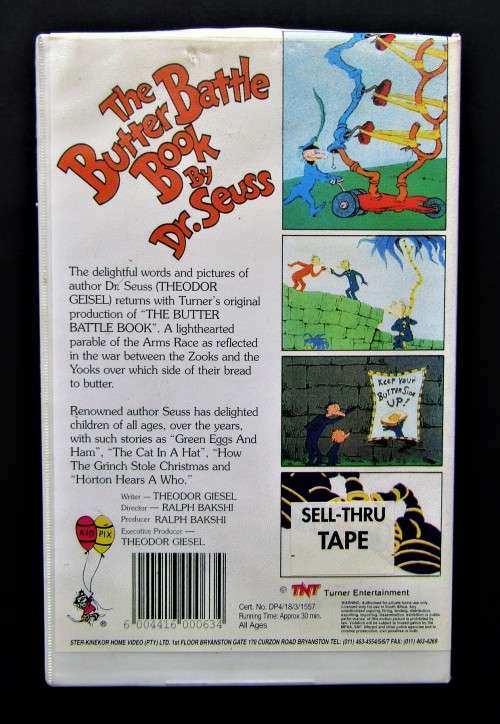 The
Butter Battle
Book
By
Dr. Seuss
The delightful words and pictures of
author Dr. Seuss (THEODOR
GEISEL) returns with Turner's original
production of "THE BUTTER
BATTLE BOOK". A lighthearted
parable of the Arms Race as reflected
in the war between the Zooks and the
Yooks over which side of their bread
to butter.
Renowned author Seuss has delighted
children of all ages, over the years,
with such stories as "Green Eggs And
Ham", "The Cat In A Hat", "How
The Grinch Stole Christmas and
"Horton Hears A Who."
Writer — THEODOR GIESEL
Director — RALPH BAKSHI
Producer RALPH BAKSHI
Executive Producer —
THEODOR GIESEL
KEEP YOUR
BUTTER SIDE
UP!
SELL-THRU
TAPE
KID PIX
6 004416 000634
© TNT Turner Entertainment
Cert. No. DP4/18/3/1557
Running Time: Approx 30 min.
All Ages
STER-KINEKOR HOME VIDEO (PTY) LTD. 1st FLOOR BRYANSTON GATE 170 CURZON ROAD BRYANSTON TEL: (011) 463-4554/5/6/7 FAX: (011) 463-4269